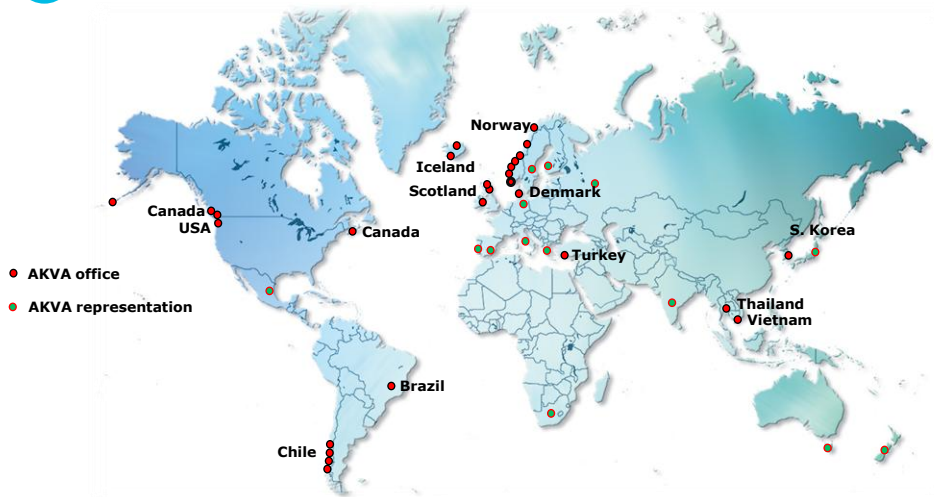 Norway
Iceland
Scotland
Denmark
Canada
USA
Canada
S. Korea
Turkey
AKVA office
AKVA representation
Thailand
Vietnam
Brazil
Chile